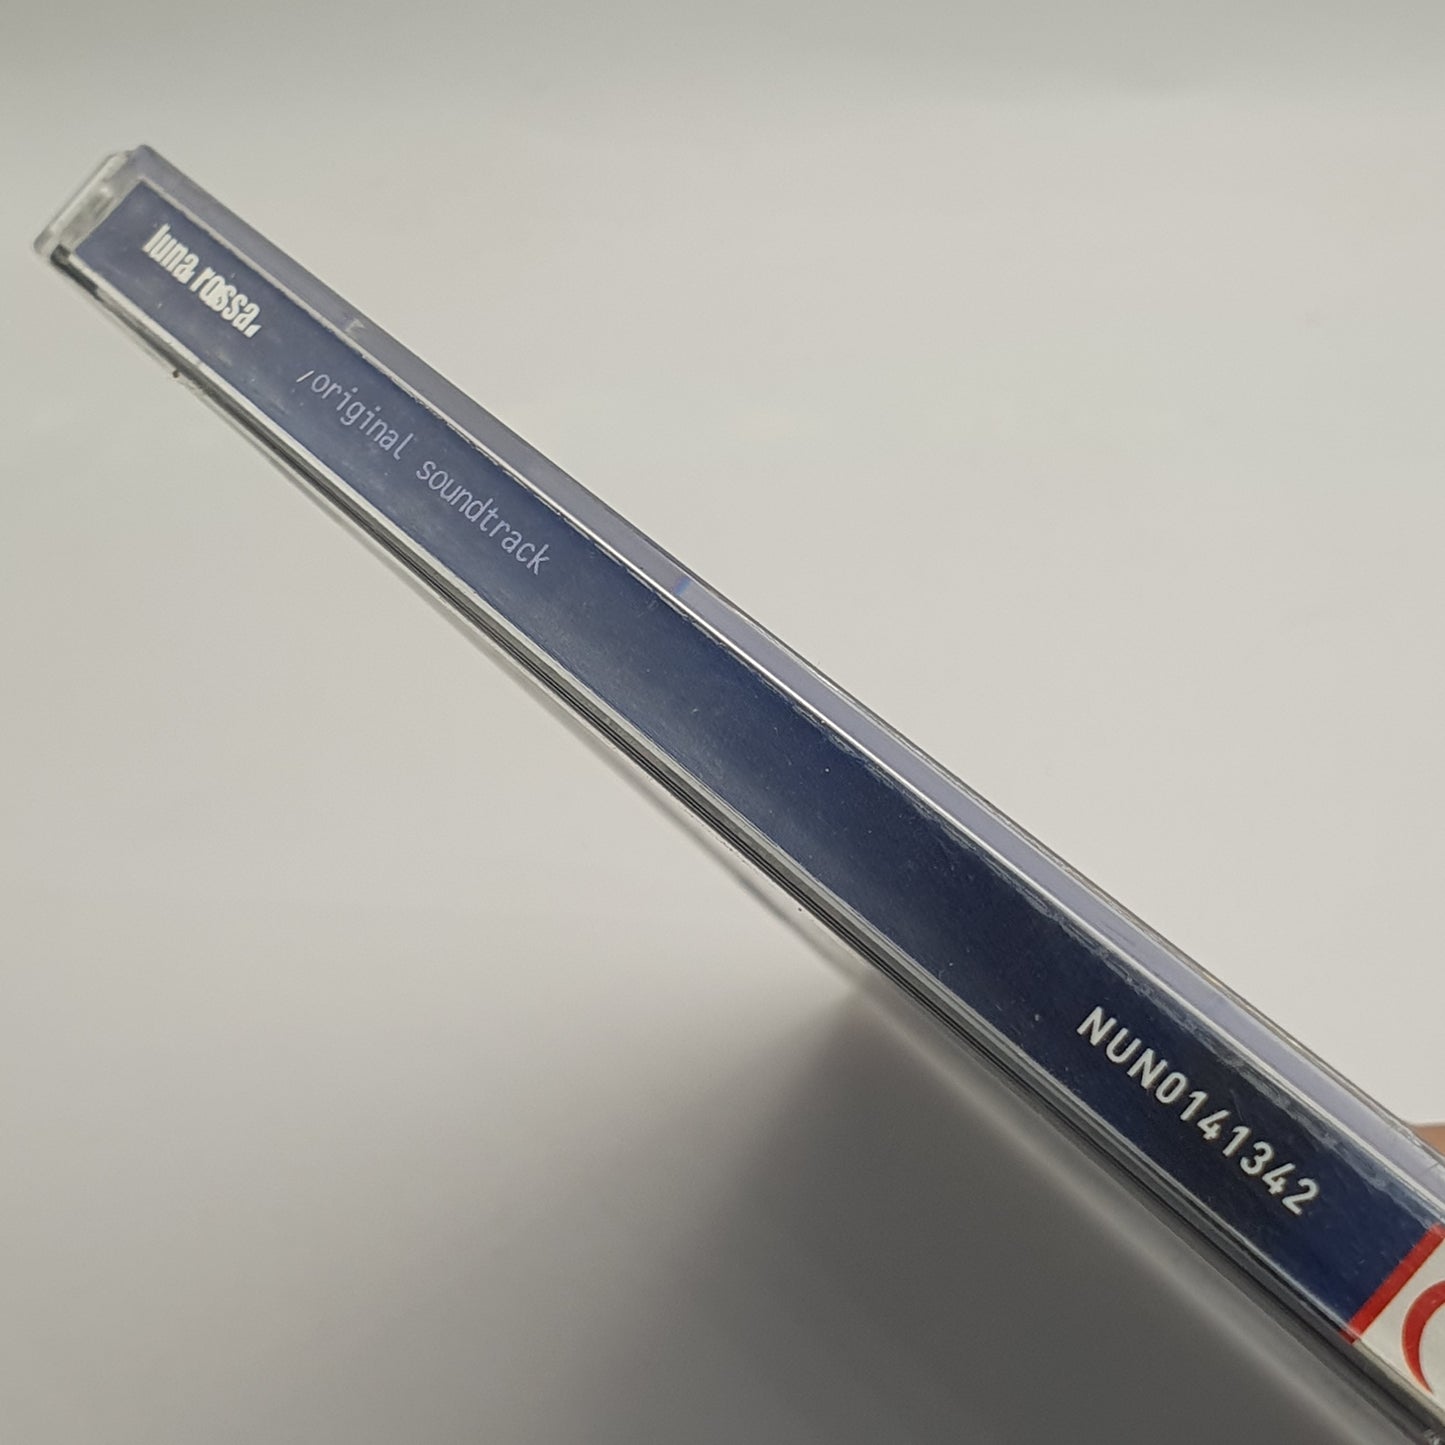 luna rossa.
/original soundtrack
NUN0141342